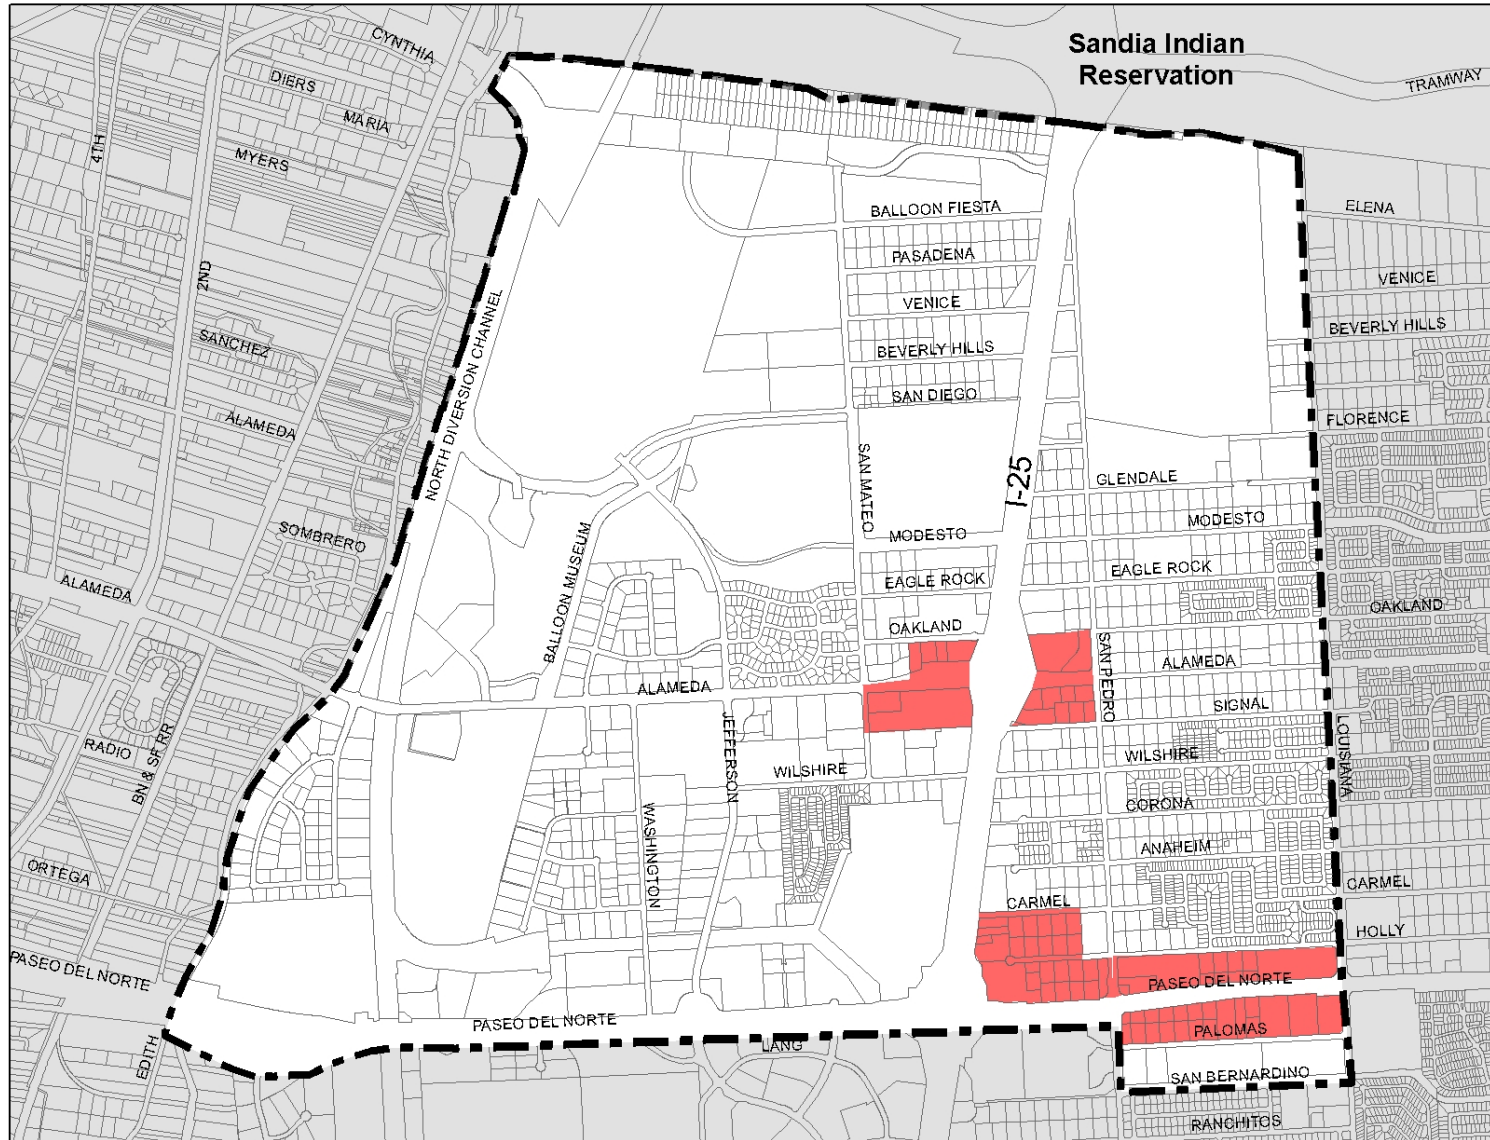 CYNTHIA
Sandia Indian
Reservation
TRAMWAY
DIERS
MARIA
4TH
MYERS
ELENA
BALLOON FIESTA
PASADENA
2ND
VENICE
VENICE
BEVERLY HILLS
SANCHEZ
BEVERLY HILLS
SAN DIEGO
NORTH DIVERSION CHANNEL
ALAMEDA
FLORENCE
SAN MATEO
I-25
GLENDALE
MODESTO
MODESTO
SOMBRERO
BALLOON MUSEUM
EAGLE ROCK
EAGLE ROCK
ALAMEDA
OAKLAND
OAKLAND
SAN PEDRO
ALAMEDA
ALAMEDA
SIGNAL
JEFFERSON
RADIO
BN & SF RR
LOUISIANA
WILSHIRE
WILSHIRE
CORONA
WASHINGTON
ANAHEIM
ORTEGA
CARMEL
CARMEL
HOLLY
PASEO DEL NORTE
PASEO DEL NORTE
PASEO DEL NORTE
PALOMAS
EDITH
LANG
SAN BERNARDINO
RANCHITOS